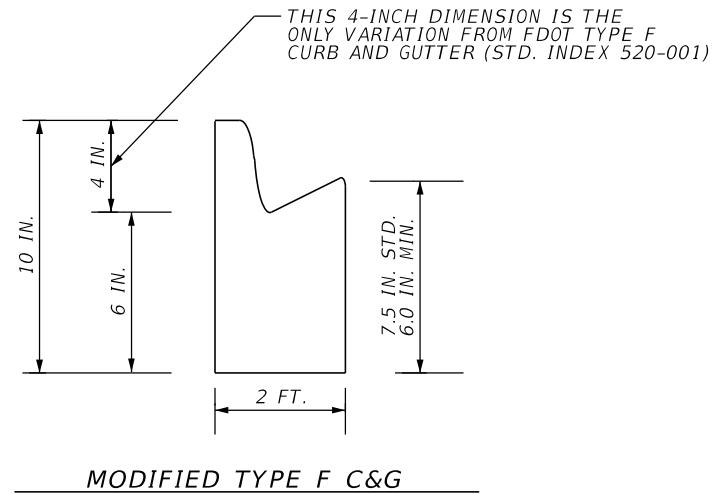 THIS 4-INCH DIMENSION IS THE
ONLY VARIATION FROM FDOT TYPE F
CURB AND GUTTER (STD. INDEX 520-001)
4 IN.
10 IN.
6 IN.
7.5 IN. STD.
6.0 IN. MIN.
2 FT.
MODIFIED TYPE F C&G